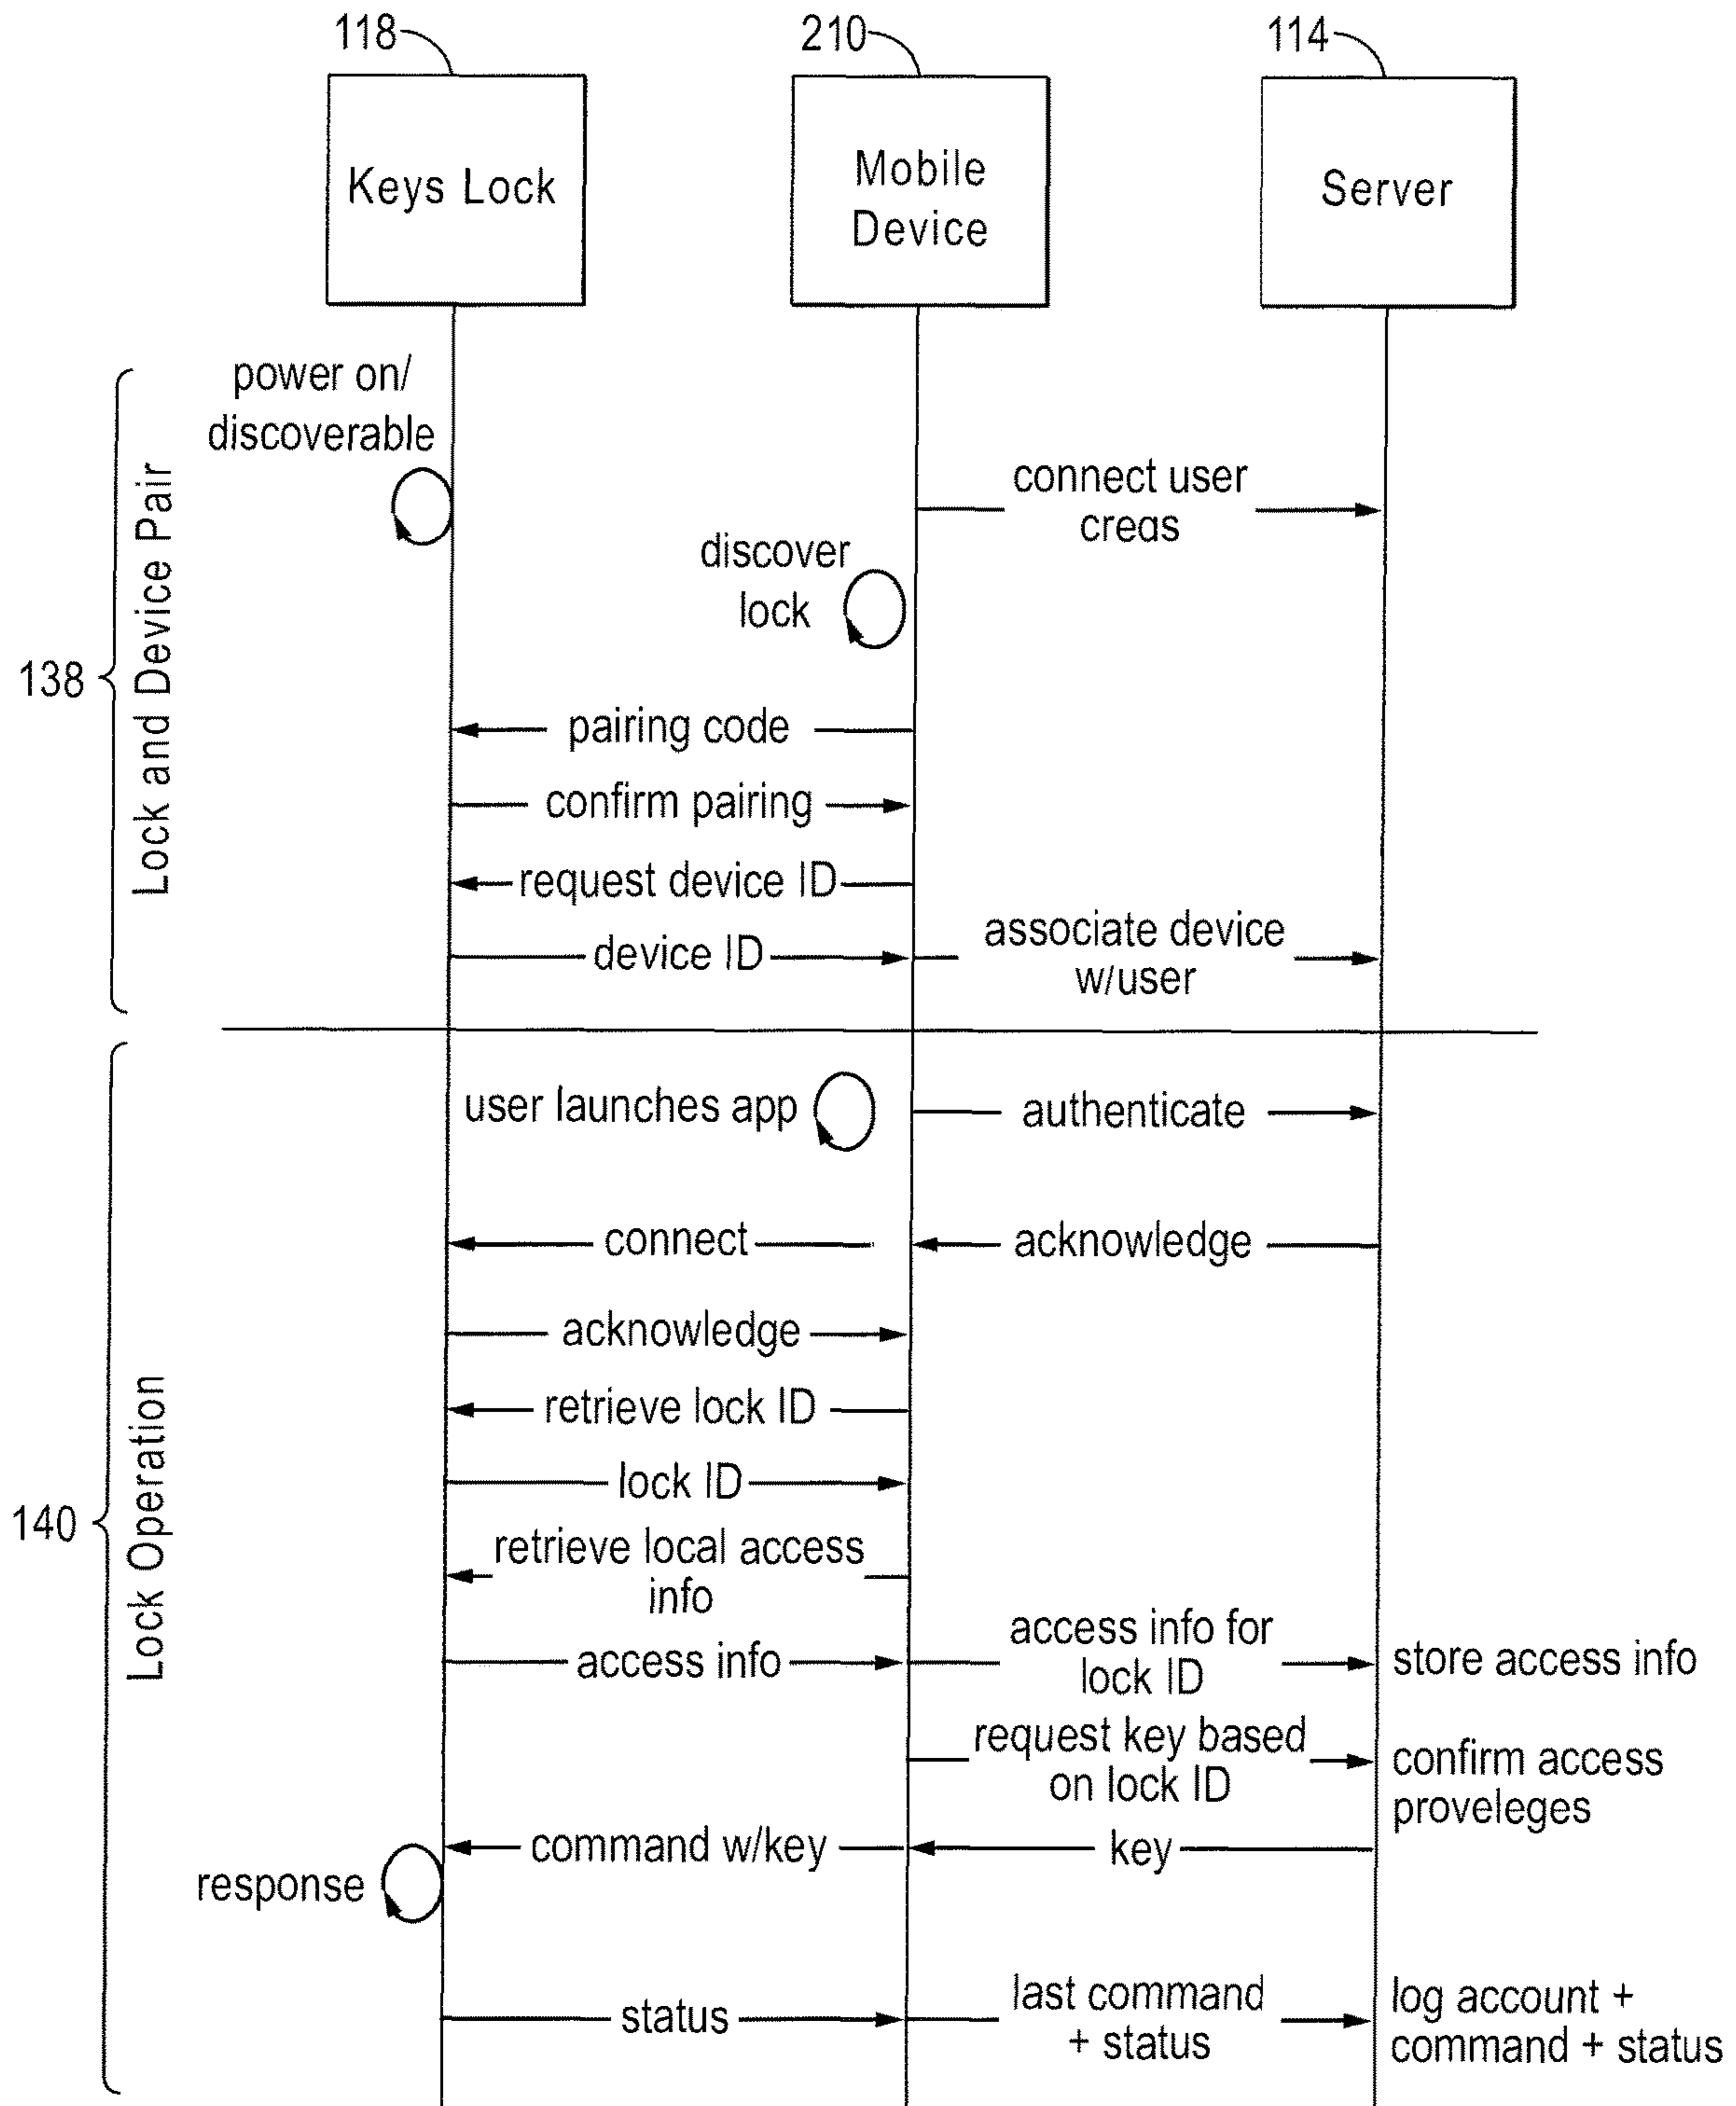 118
210
114
Keys Lock
Mobile
Device
Server
power on/
discoverable
connect user
creds
discover
lock
138
Lock and Device Pair
pairing code
confirm pairing
request device ID
device ID
associate device
w/user
user launches app
authenticate
connect
acknowledge
acknowledge
retrieve lock ID
lock ID
140
Lock Operation
retrieve local access
info
access info
access info for
lock ID
store access info
request key based
on lock ID
confirm access
proveleges
command w/key
key
response
status
last command
+ status
log account +
command + status